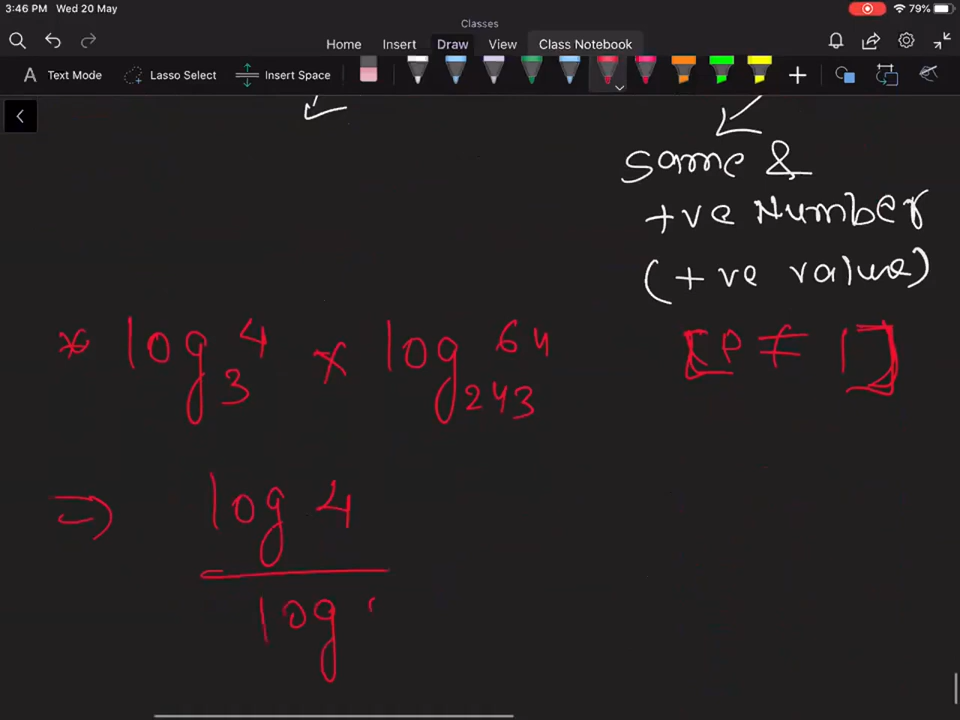 3:46 PM Wed 20 May
79%
Classes
Home Insert Draw View Class Notebook
A Text Mode Lasso Select Insert Space
Same &
+ve Number
(+ve value)
* log₃ 4 × log₂₄₃ 64
[P ≠ 1]
⇒ log 4
log